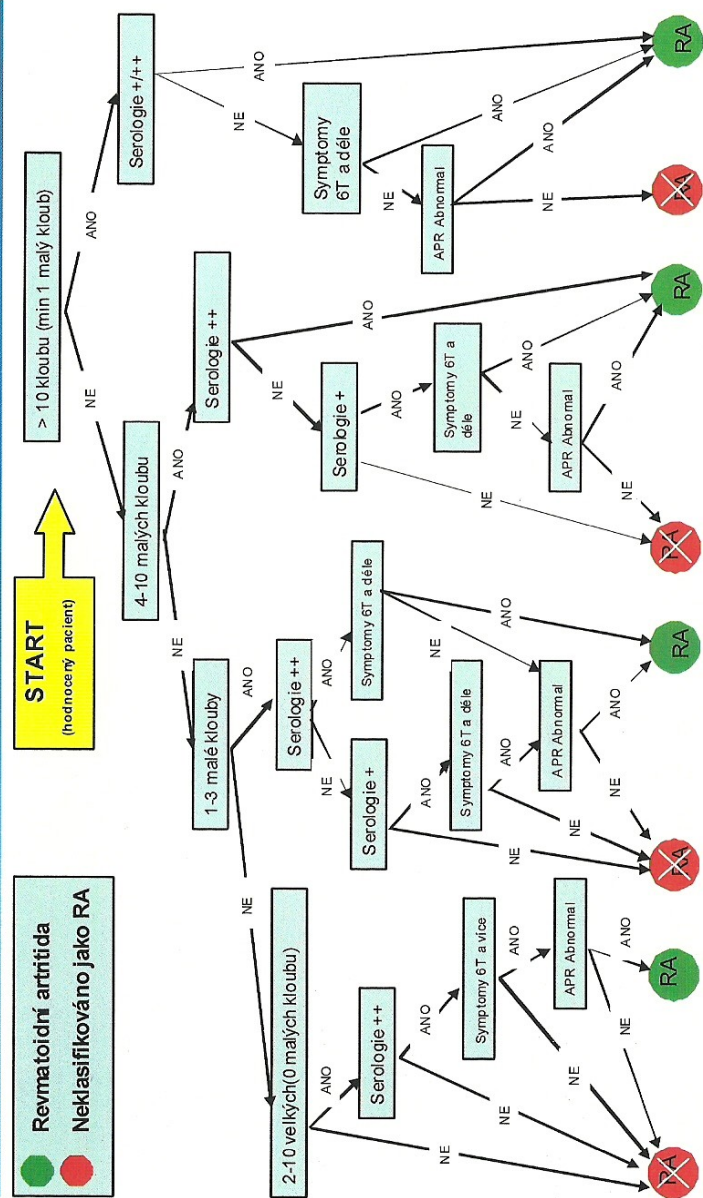 START
(hodnocený pacient)
Revmatoidní artritida
Neklasifikováno jako RA
> 10 kloubu (min 1 malý kloub)
NE
ANO
4-10 malých kloubu
Serologie +/++
NE
ANO
NE
ANO
1-3 malé klouby
Serologie ++
Symptomy
6T a déle
NE
ANO
NE
ANO
NE
ANO
2-10 velkých(0 malých kloubu)
Serologie ++
Serologie +
APR Abnormal
NE
ANO
NE
ANO
NE
ANO
NE
ANO
Serologie ++
Serologie +
Symptomy 6T a déle
Symptomy 6T a
déle
NE
ANO
NE
ANO
NE
ANO
NE
ANO
Symptomy 6T a více
Symptomy 6T a déle
APR Abnormal
NE
ANO
NE
ANO
NE
ANO
APR Abnormal
APR Abnormal
NE
ANO
NE
ANO
RA
RA
RA
RA
RA
RA
RA
RA